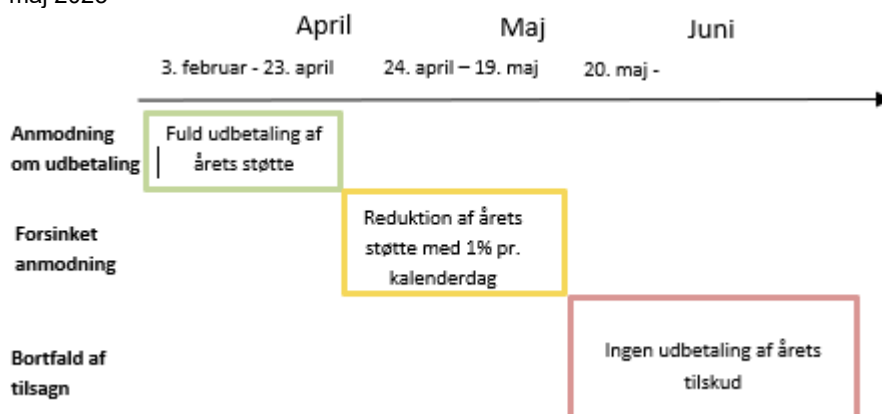 maj 2025
April Maj Juni
3. februar - 23. april 24. april – 19. maj 20. maj -
Anmodning
om udbetaling
Fuld udbetaling af
årets støtte
Forsinket
anmodning
Reduktion af årets
støtte med 1% pr.
kalenderdag
Bortfald af
tilsagn
Ingen udbetaling af årets
tilskud